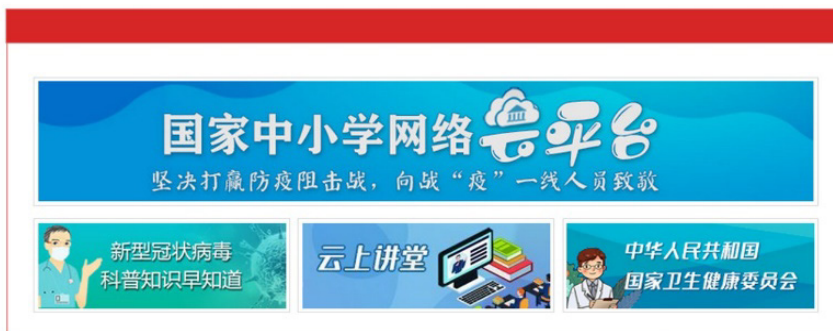 国家中小学网络云平台
坚决打赢防疫阻击战，向战“疫”一线人员致敬
新型冠状病毒
科普知识早知道
云上讲堂
中华人民共和国
国家卫生健康委员会